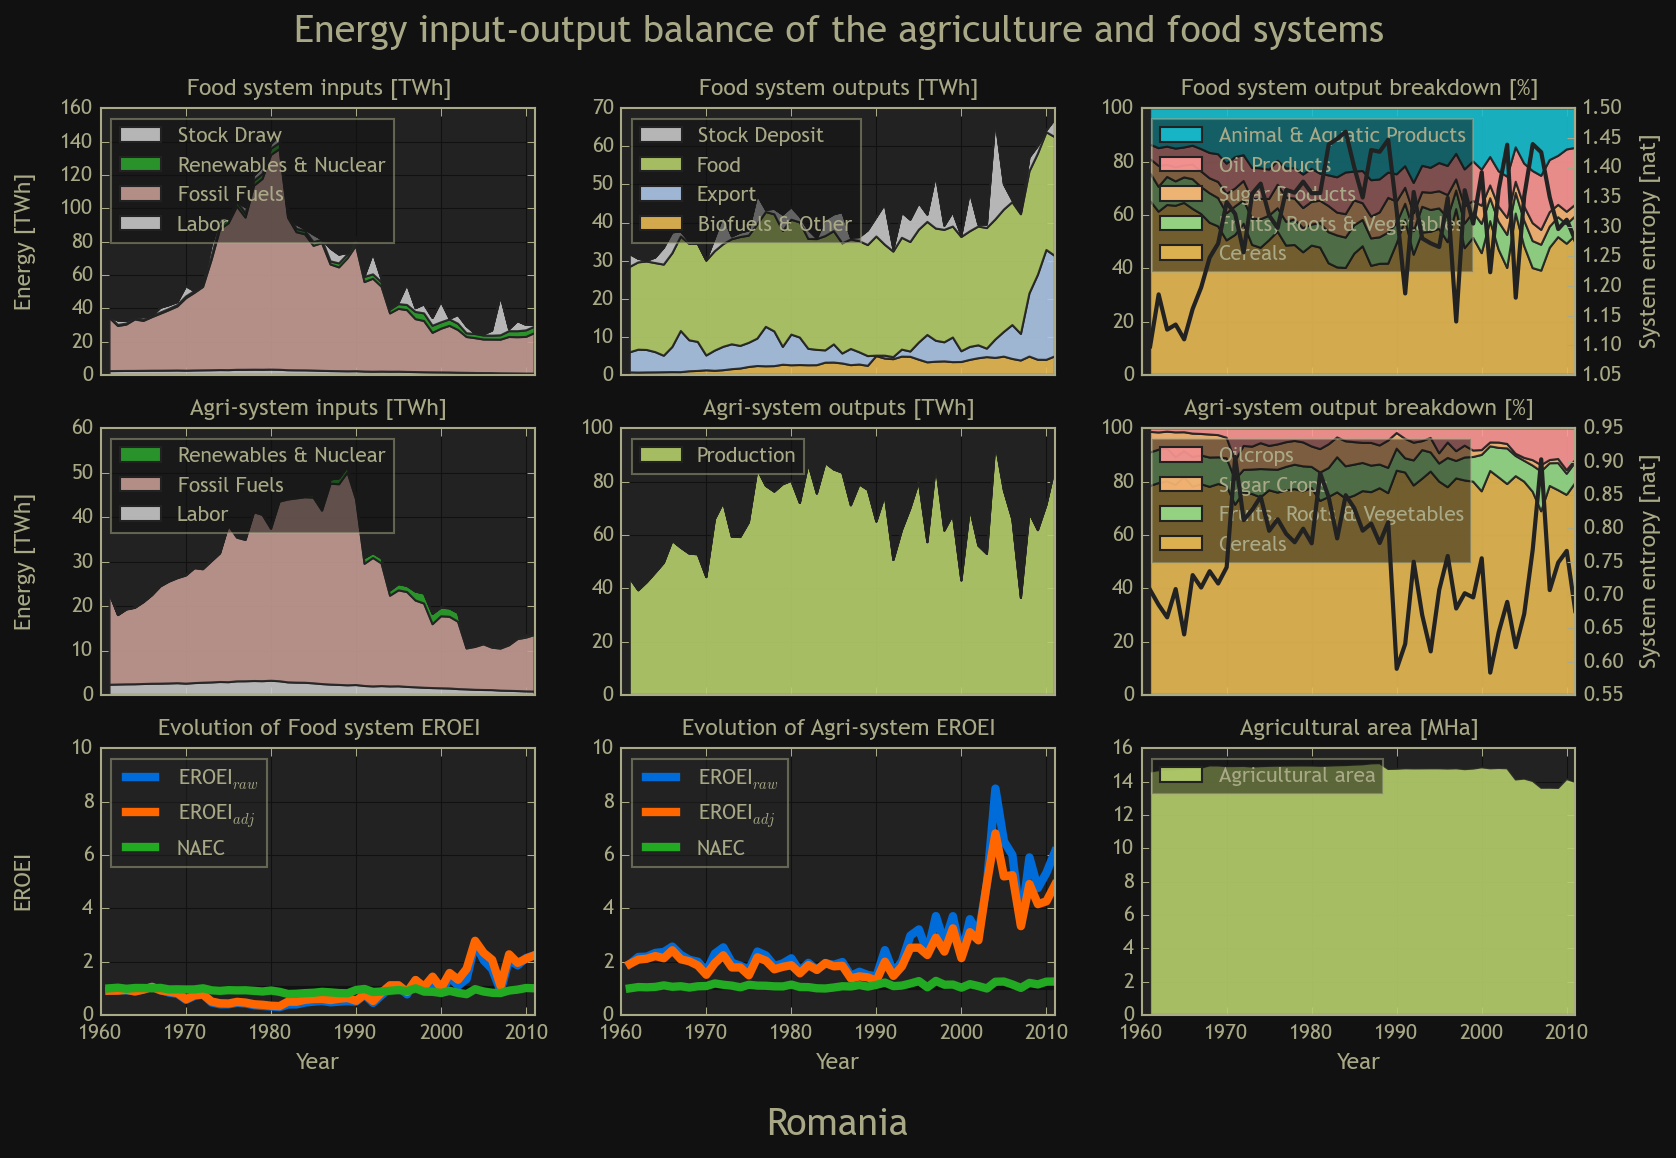 Energy input-output balance of the agriculture and food systems
Food system inputs [TWh]
Energy [TWh]
160
140
120
100
80
60
40
20
0
Stock Draw
Renewables & Nuclear
Fossil Fuels
Labor
Food system outputs [TWh]
70
60
50
40
30
20
10
0
Stock Deposit
Food
Export
Biofuels & Other
Food system output breakdown [%]
100
80
60
40
20
0
Animal & Aquatic Products
Oil Products
Sugar Products
Fruits, Roots & Vegetables
Cereals
1.50
1.45
1.40
1.35
1.30
1.25
1.20
1.15
1.10
1.05
System entropy [nat]
Agri-system inputs [TWh]
Energy [TWh]
60
50
40
30
20
10
0
Renewables & Nuclear
Fossil Fuels
Labor
Agri-system outputs [TWh]
100
80
60
40
20
0
Production
Agri-system output breakdown [%]
100
80
60
40
20
0
Oilcrops
Sugar Crops
Fruits, Roots & Vegetables
Cereals
0.95
0.90
0.85
0.80
0.75
0.70
0.65
0.60
0.55
System entropy [nat]
Evolution of Food system EROEI
EROEI
10
8
6
4
2
0
EROEI raw
EROEI adj
NAEC
1960 1970 1980 1990 2000 2010
Year
Evolution of Agri-system EROEI
10
8
6
4
2
0
EROEI raw
EROEI adj
NAEC
1960 1970 1980 1990 2000 2010
Year
Agricultural area [MHa]
16
14
12
10
8
6
4
2
0
Agricultural area
1960 1970 1980 1990 2000 2010
Year
Romania